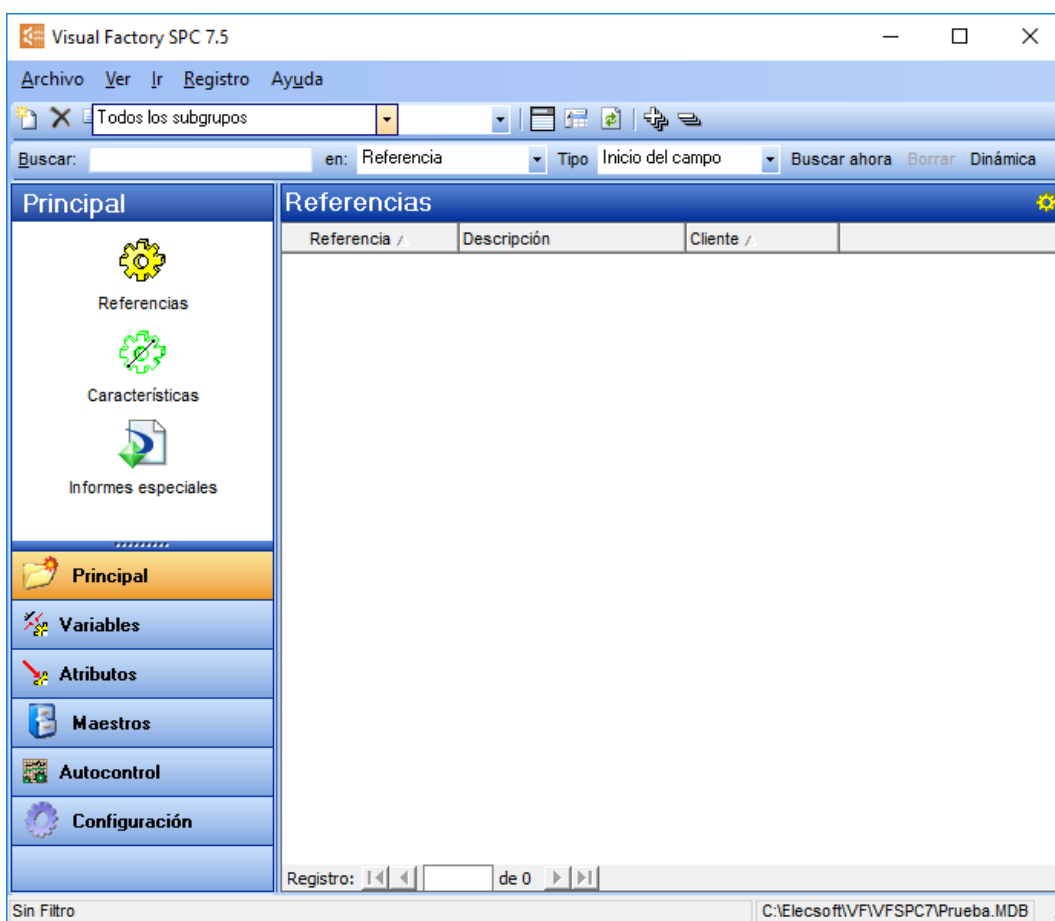 Visual Factory SPC 7.5
Archivo Ver Ir Registro Ayuda
Todos los subgrupos
Buscar: en: Referencia Tipo Inicio del campo Buscar ahora Borrar Dinámica
Principal
Referencias
Características
Informes especiales
Principal
Variables
Atributos
Maestros
Autocontrol
Configuración
Referencias
Referencia Descripción Cliente
Registro: de 0
Sin Filtro C:\Elecsoft\VF\VFSPC7\Prueba.MDB